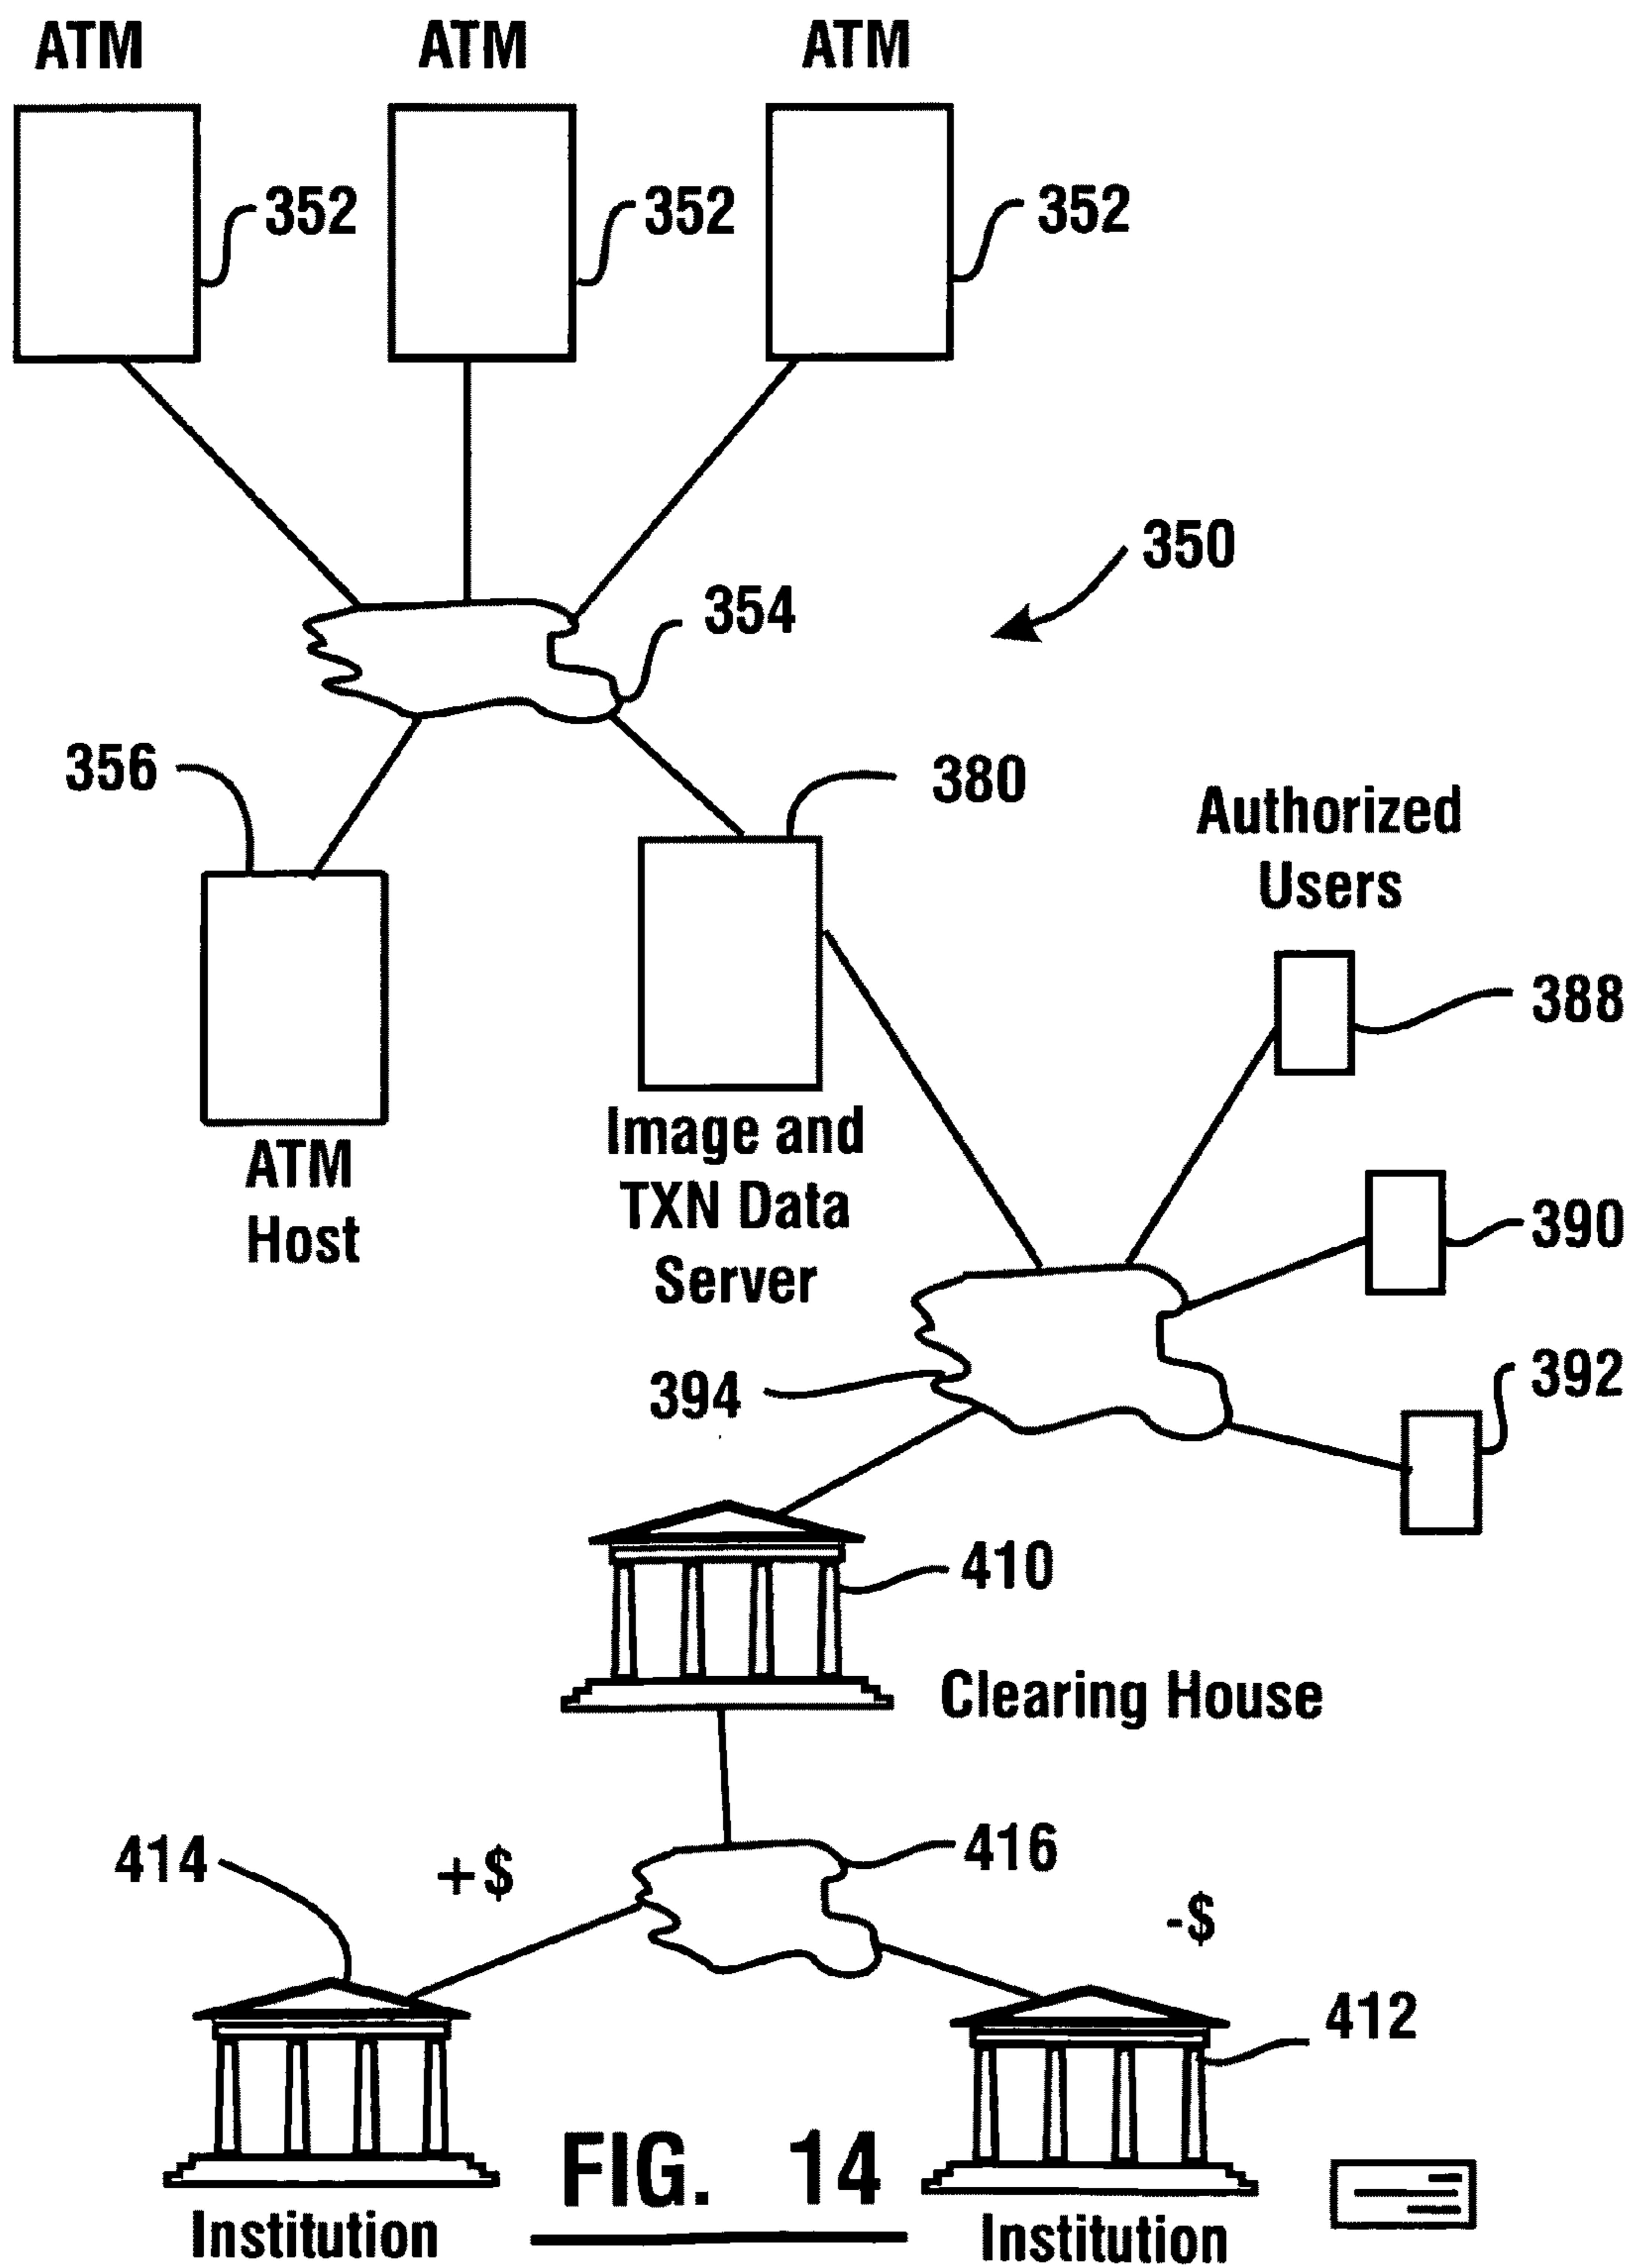 ATM ATM ATM
352 352 352
350
354
356
380
Authorized
Users
388
ATM
Host
Image and
TXN Data
Server
390
394
392
410
Clearing House
414
+$
416
-$
412
FIG. 14
Institution
Institution